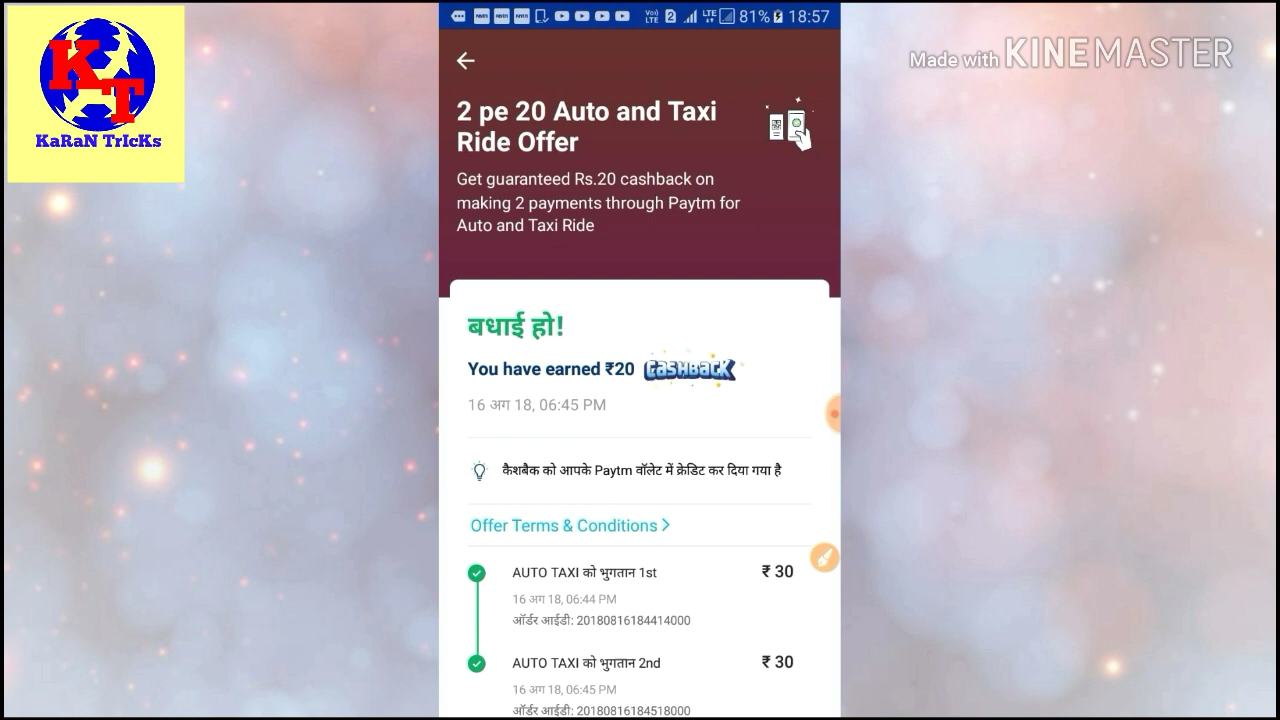 KT
KaRaN TrIcKs
Made with KINEMASTER
Vo) LTE 2 LTE 81% 18:57
2 pe 20 Auto and Taxi
Ride Offer
Get guaranteed Rs.20 cashback on
making 2 payments through Paytm for
Auto and Taxi Ride
बधाई हो!
You have earned ₹20 CASHBACK
16 अग 18, 06:45 PM
कैशबैक को आपके Paytm वॉलेट में क्रेडिट कर दिया गया है
Offer Terms & Conditions
AUTO TAXI को भुगतान 1st ₹ 30
16 अग 18, 06:44 PM
ऑर्डर आईडी: 20180816184414000
AUTO TAXI को भुगतान 2nd ₹ 30
16 अग 18, 06:45 PM
ऑर्डर आईडी: 20180816184518000